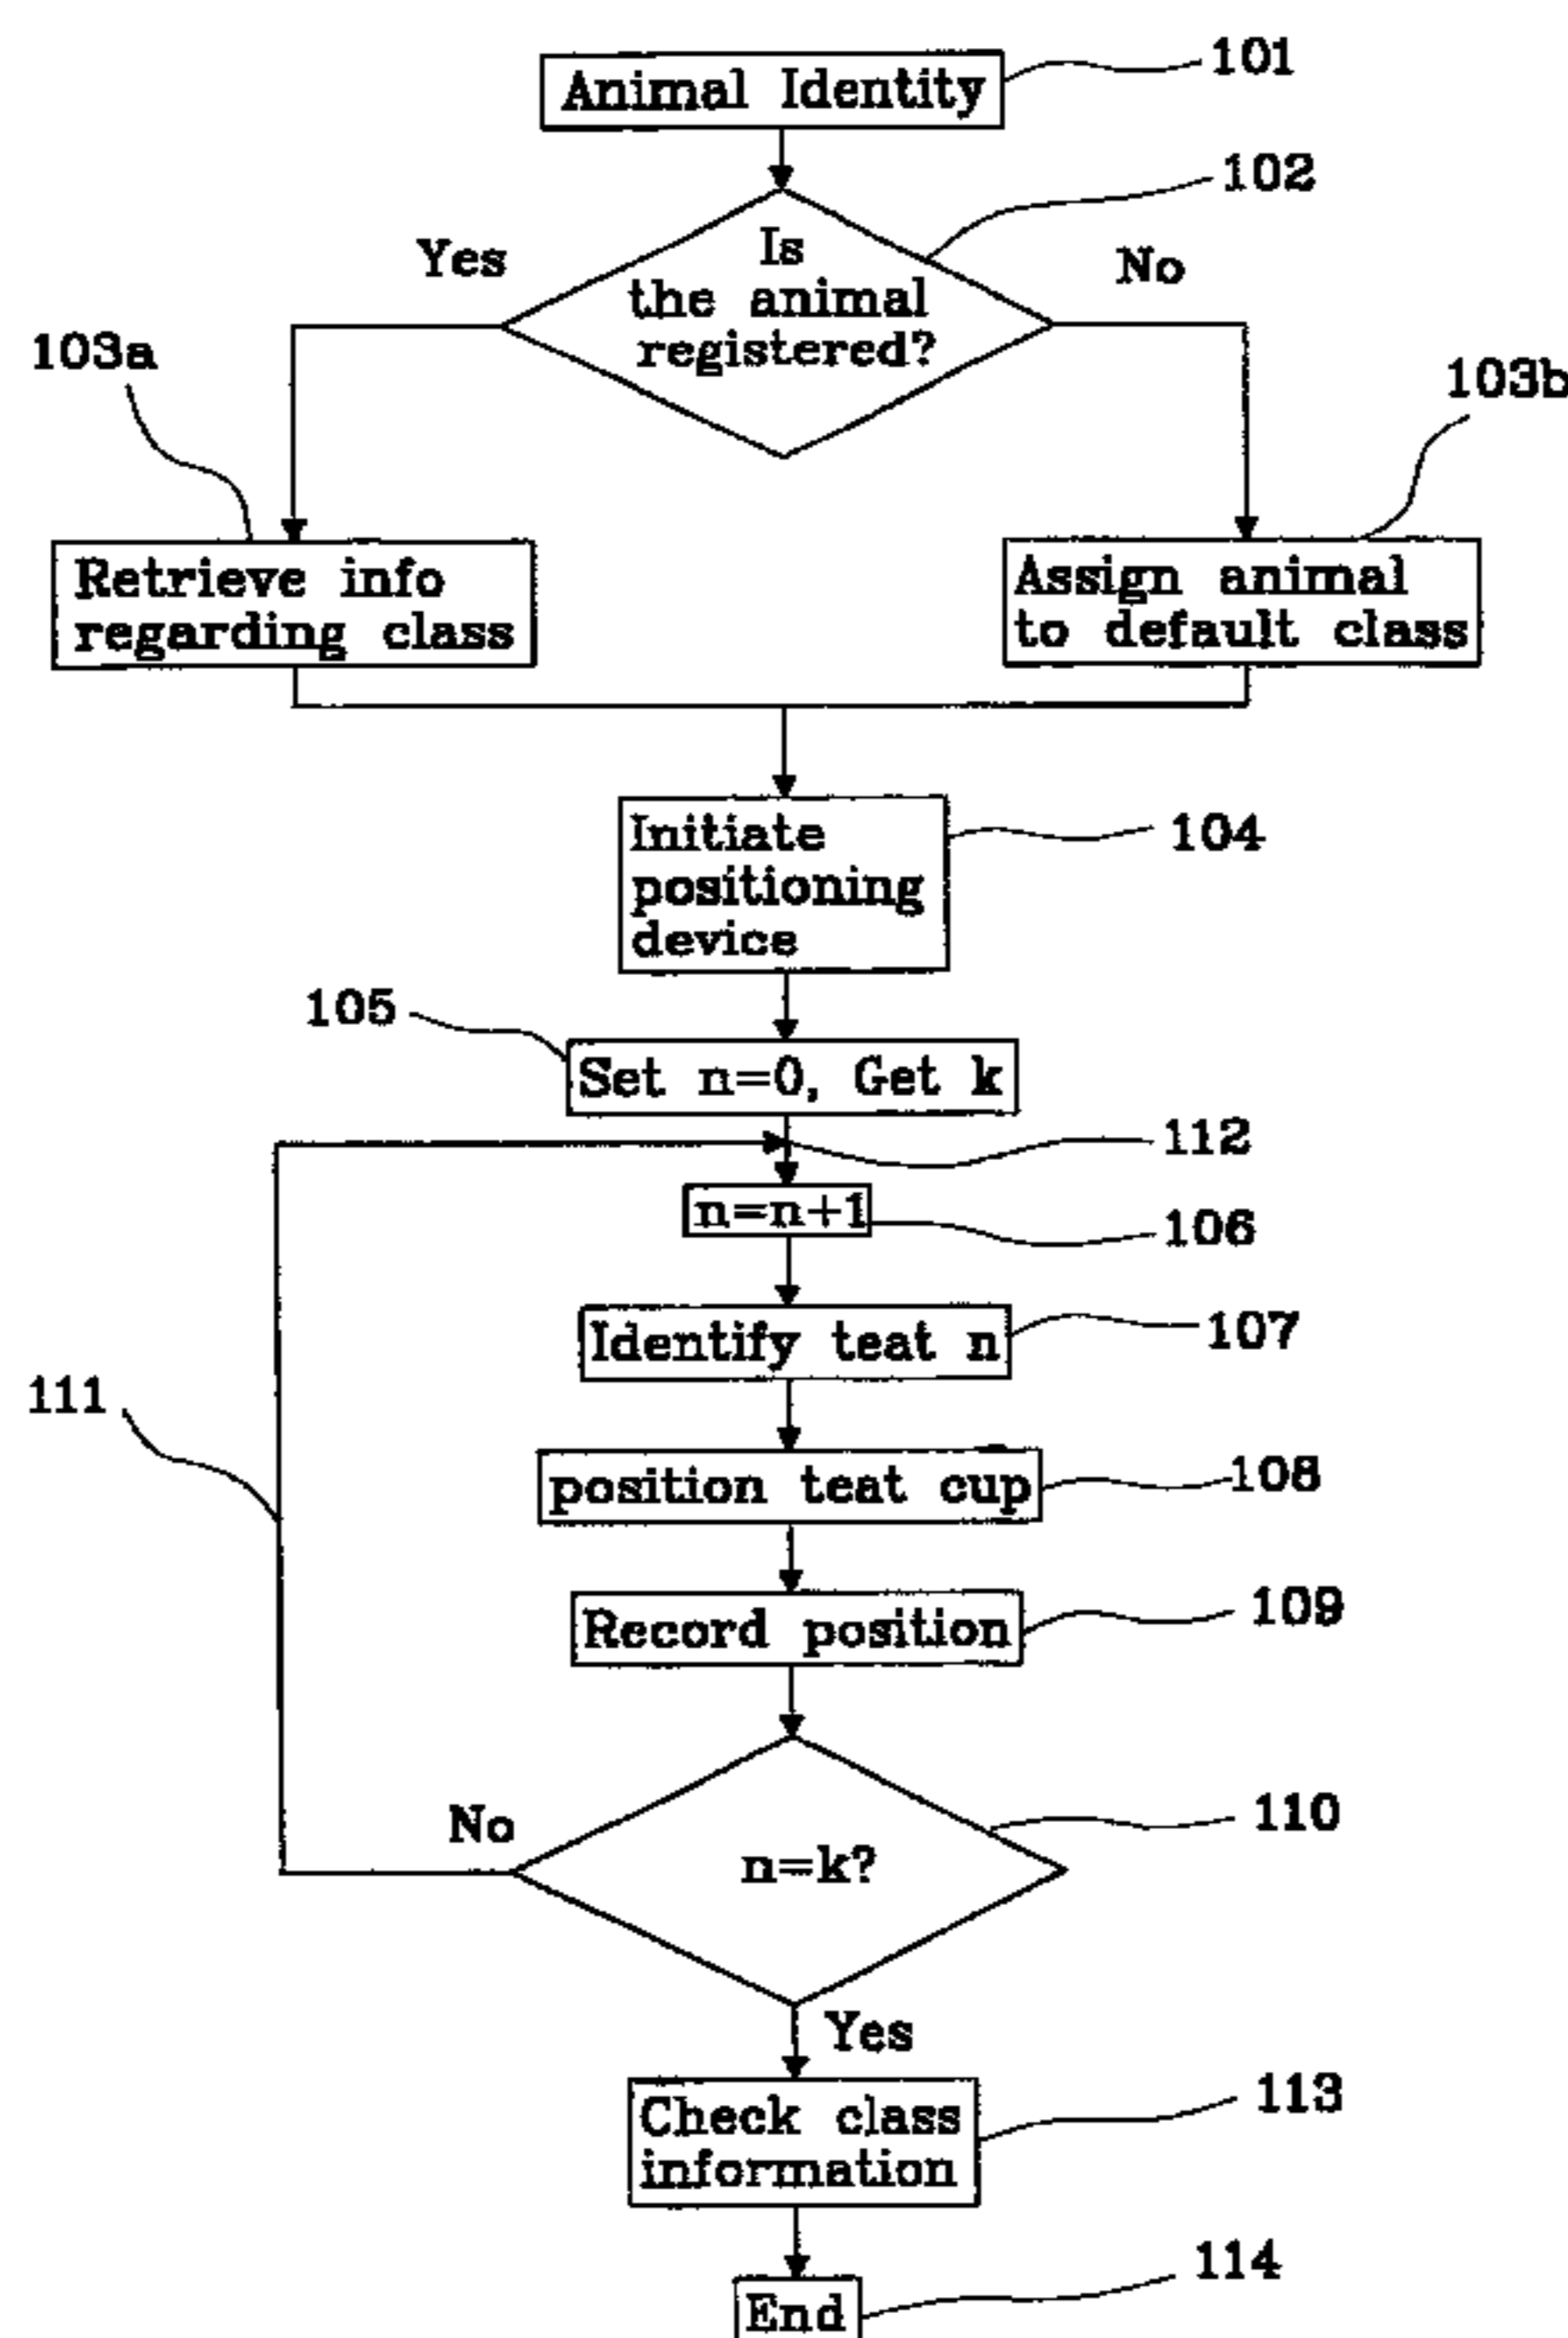 Animal Identity
101
102
Yes
Is
the animal
registered?
No
103a
103b
Retrieve info
regarding class
Assign animal
to default class
Initiate
positioning
device
104
105
Set n=0, Get k
112
n=n+1
106
Identify teat n
107
111
position teat cup
108
Record position
109
No
n=k?
110
Yes
Check class
information
113
End
114